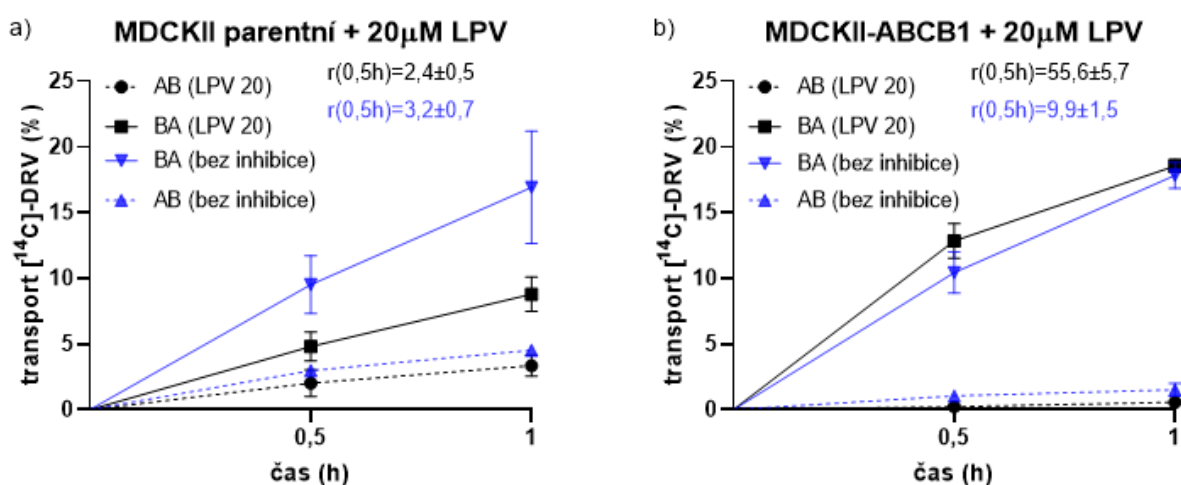 a)
MDCKII parentní + 20μM LPV
r(0,5h)=2,4±0,5
r(0,5h)=3,2±0,7
AB (LPV 20)
BA (LPV 20)
BA (bez inhibice)
AB (bez inhibice)
transport [¹⁴C]-DRV (%)
25
20
15
10
5
0
0,5
1
čas (h)
b)
MDCKII-ABCB1 + 20μM LPV
r(0,5h)=55,6±5,7
r(0,5h)=9,9±1,5
AB (LPV 20)
BA (LPV 20)
BA (bez inhibice)
AB (bez inhibice)
transport [¹⁴C]-DRV (%)
25
20
15
10
5
0
0,5
1
čas (h)